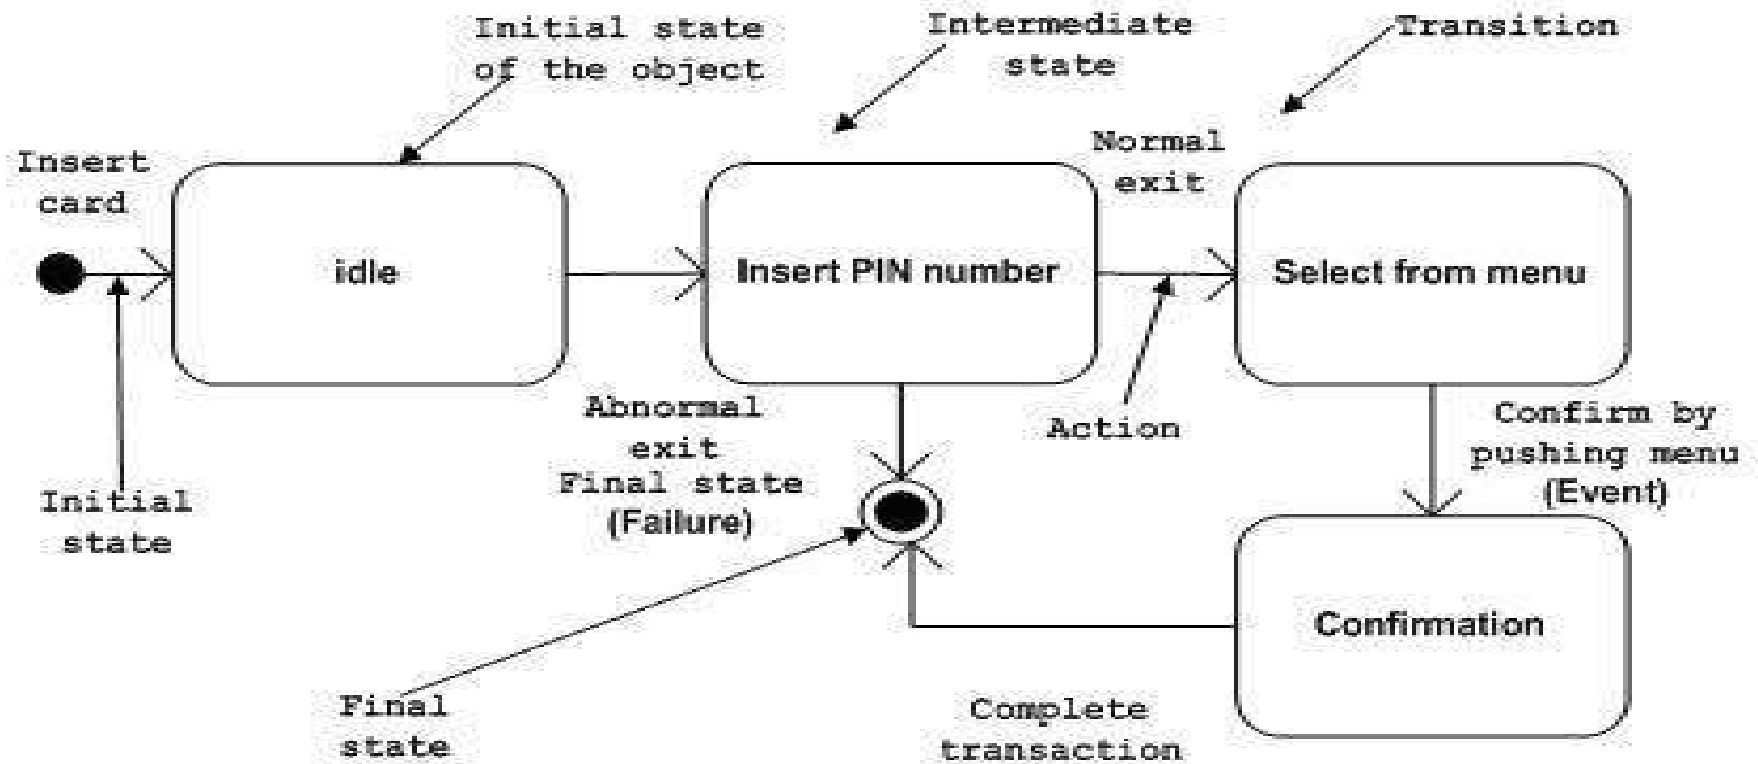 Initial state
of the object
Intermediate
state
Transition
Insert
card
Normal
exit
idle
Insert PIN number
Select from menu
Abnormal
exit
Final state
(Failure)
Action
Confirm by
pushing menu
(Event)
Initial
state
Confirmation
Final
state
Complete
transaction